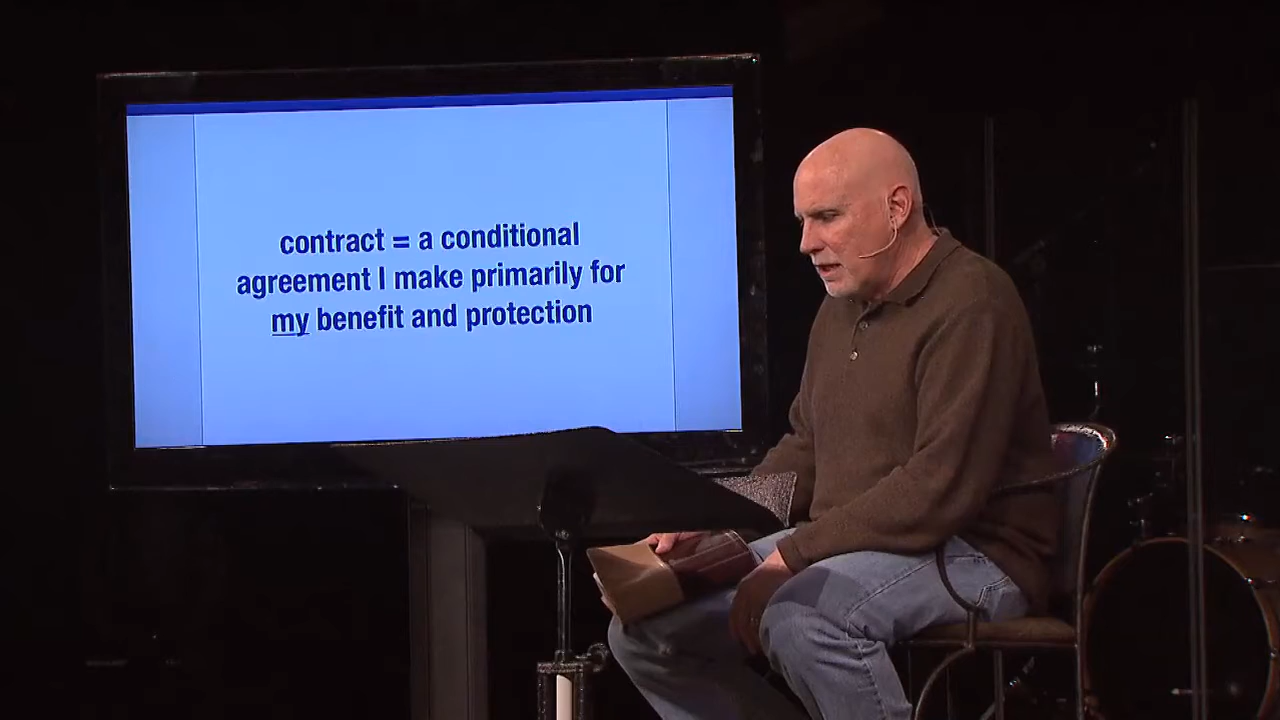 contract = a conditional
agreement I make primarily for
my benefit and protection